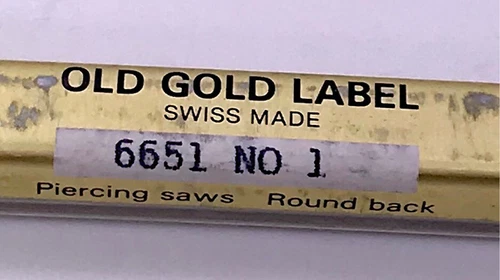 OLD GOLD LABEL
SWISS MADE
6651 NO 1
Piercing saws Round back